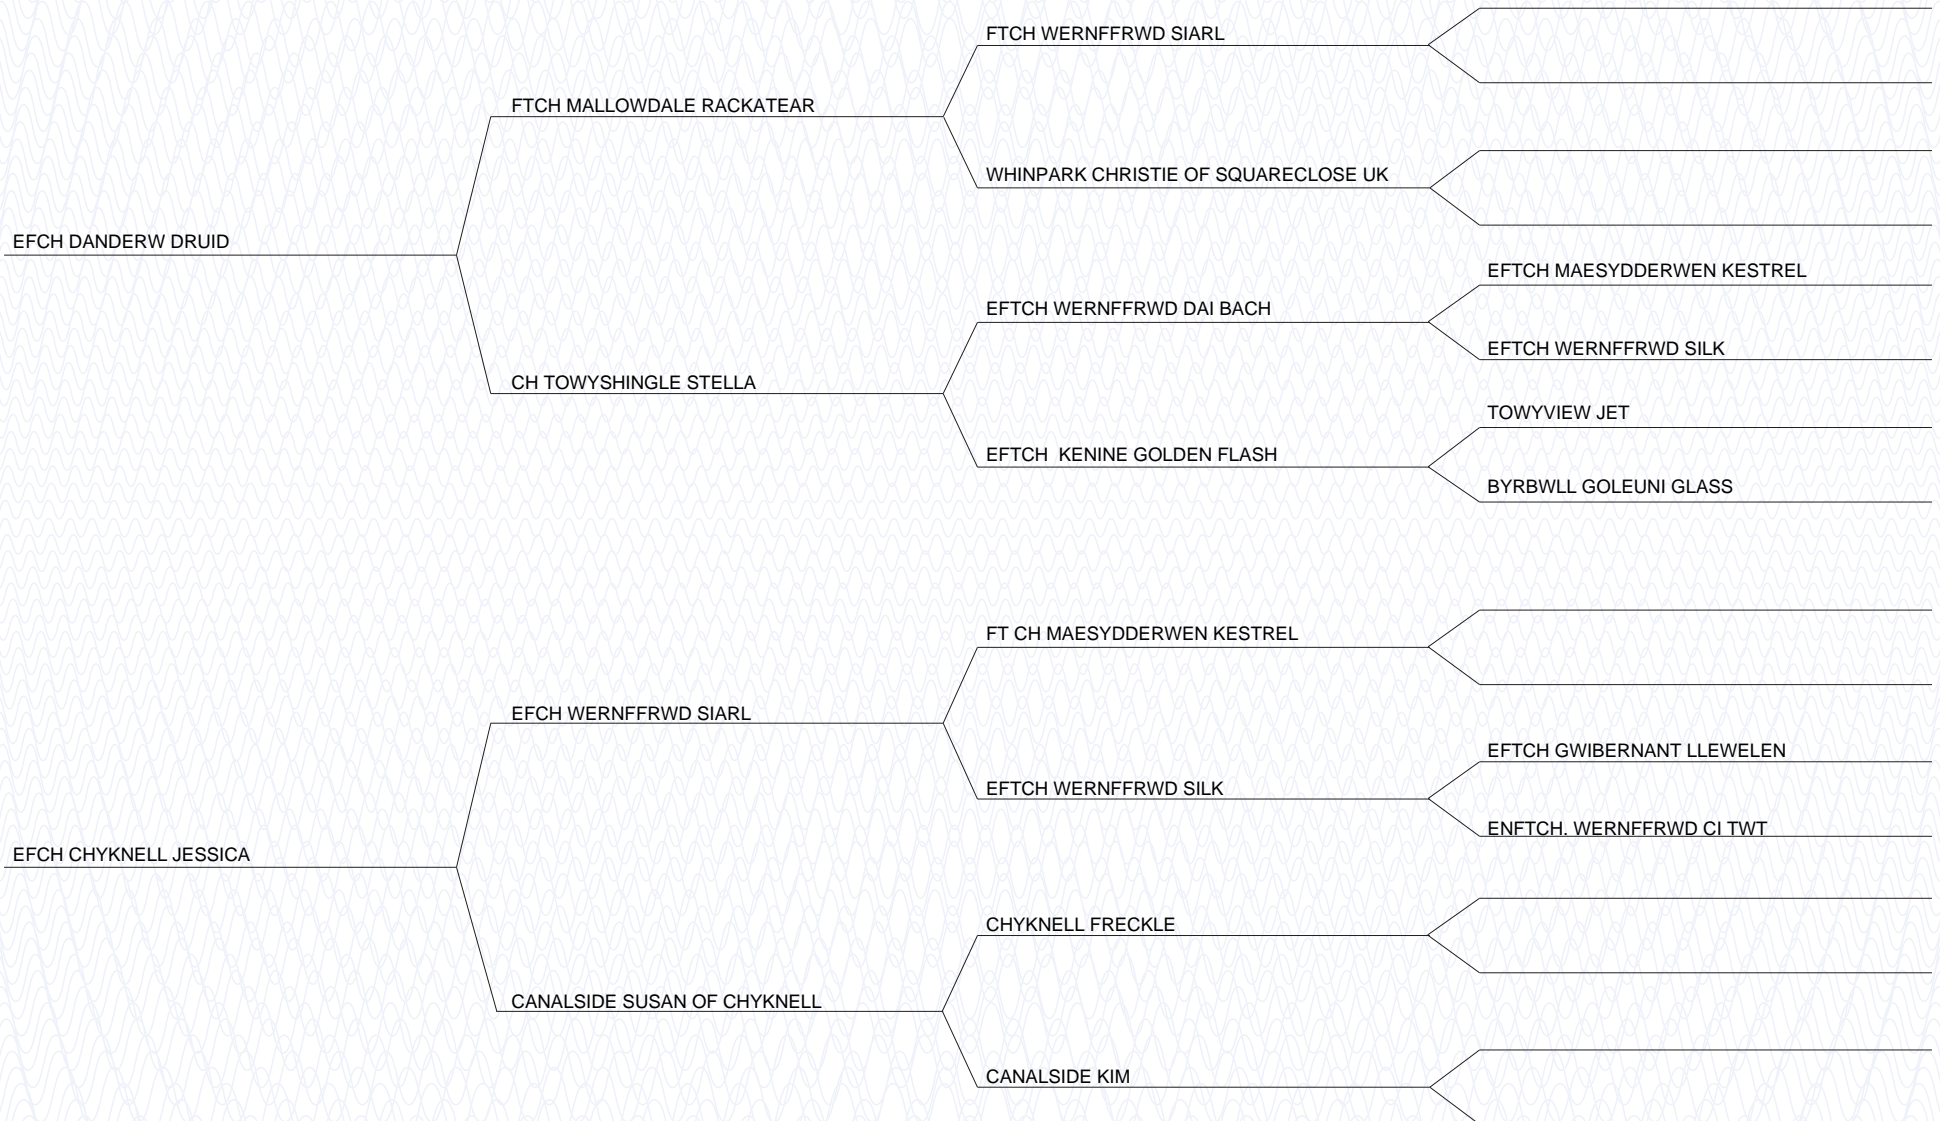 FTCH WERNFFRWD SIARL
FTCH MALLOWDALE RACKATEAR
WHINPARK CHRISTIE OF SQUARECLOSE UK
EFCH DANDERW DRUID
EFTCH MAESYDDERWEN KESTREL
EFTCH WERNFFRWD DAI BACH
EFTCH WERNFFRWD SILK
CH TOWYSHINGLE STELLA
TOWYVIEW JET
EFTCH  KENINE GOLDEN FLASH
BYRBWLL GOLEUNI GLASS
FT CH MAESYDDERWEN KESTREL
EFCH WERNFFRWD SIARL
EFTCH GWIBERNANT LLEWELEN
EFTCH WERNFFRWD SILK
ENFTCH. WERNFFRWD CI TWT
EFCH CHYKNELL JESSICA
CHYKNELL FRECKLE
CANALSIDE SUSAN OF CHYKNELL
CANALSIDE KIM